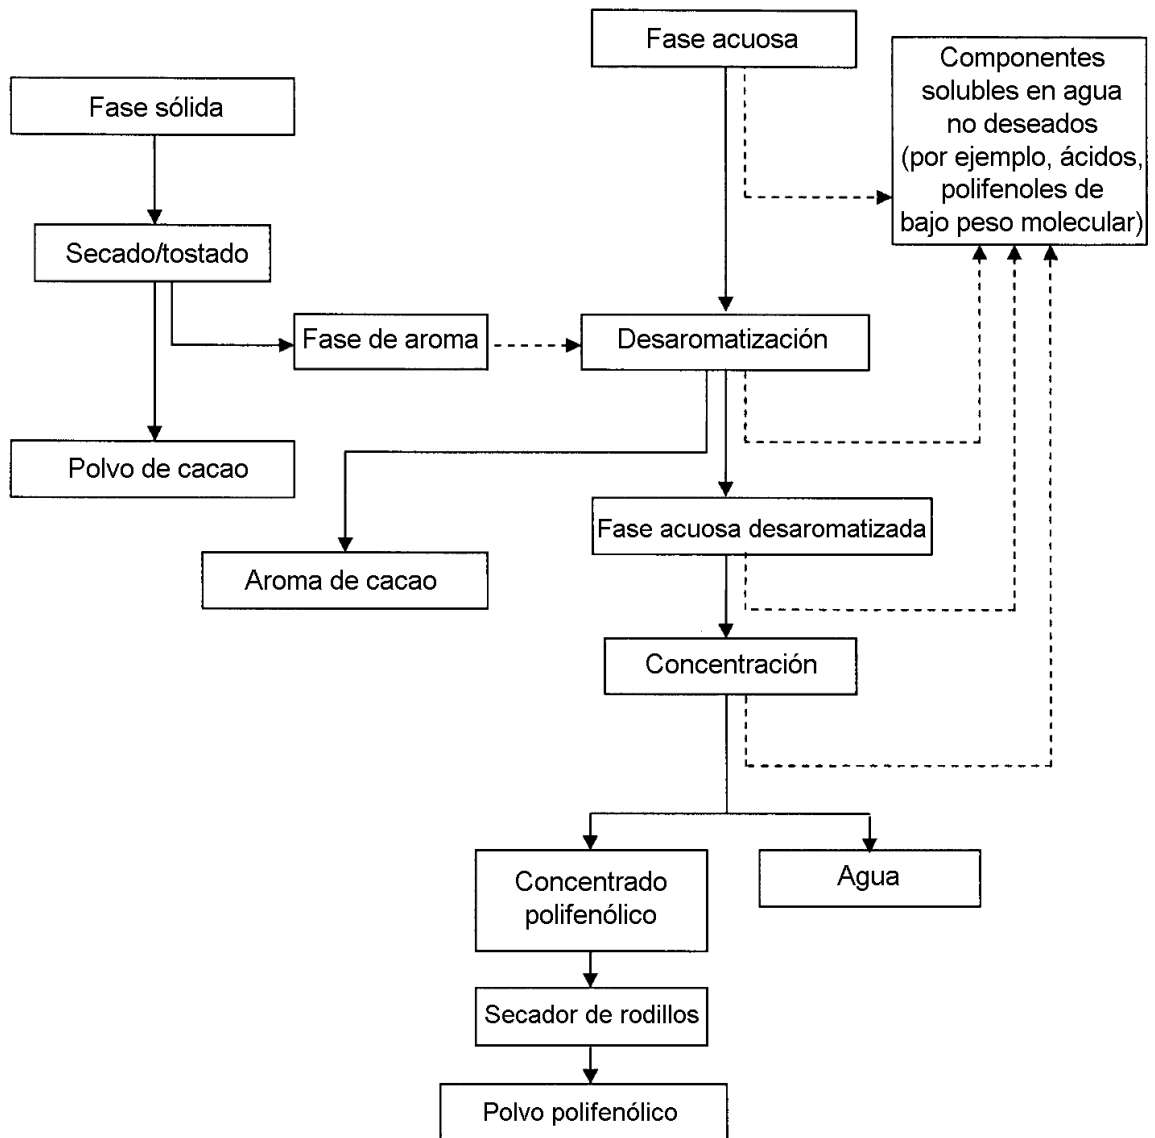 Fase acuosa
Componentes
solubles en agua
no deseados
(por ejemplo, ácidos,
polifenoles de
bajo peso molecular)
Fase sólida
Secado/tostado
Fase de aroma
Desaromatización
Polvo de cacao
Fase acuosa desaromatizada
Aroma de cacao
Concentración
Concentrado
polifenólico
Agua
Secador de rodillos
Polvo polifenólico